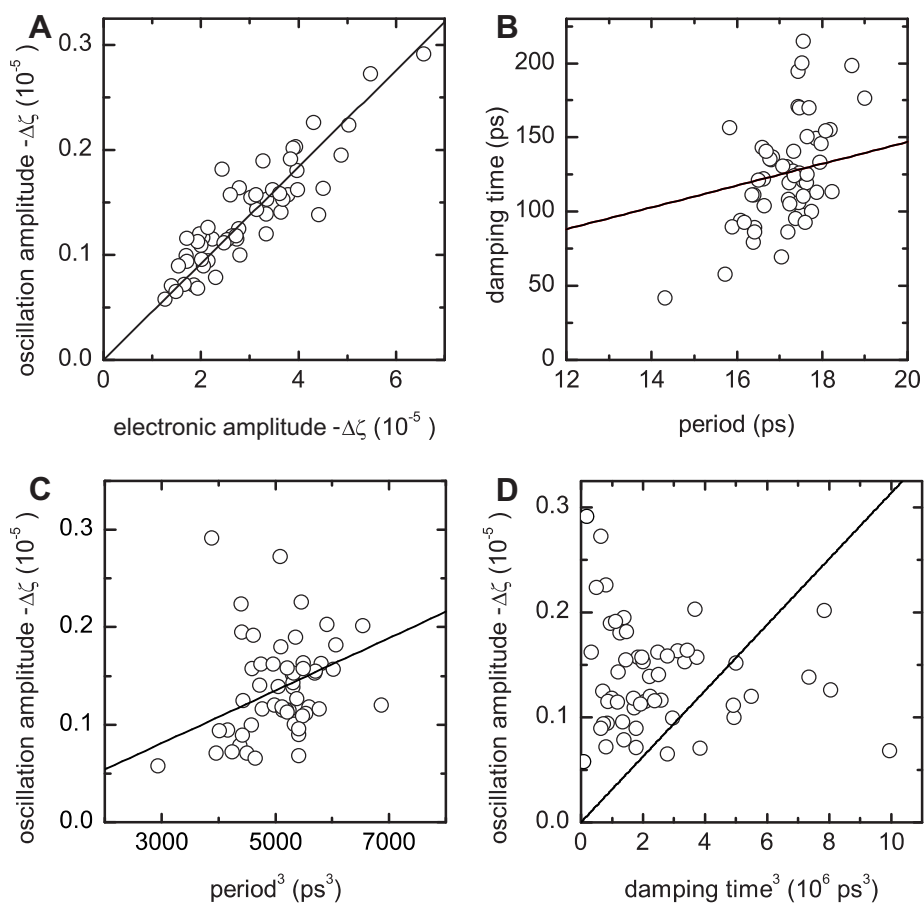 A
oscillation amplitude -Δζ (10⁻⁵)
0.3
0.2
0.1
0.0
0 2 4 6
electronic amplitude -Δζ (10⁻⁵ )
B
damping time (ps)
200
150
100
50
0
12 14 16 18 20
period (ps)
C
oscillation amplitude -Δζ (10⁻⁵)
0.3
0.2
0.1
0.0
3000 5000 7000
period³ (ps³)
D
oscillation amplitude -Δζ (10⁻⁵)
0.3
0.2
0.1
0.0
0 2 4 6 8 10
damping time³ (10⁶ ps³)